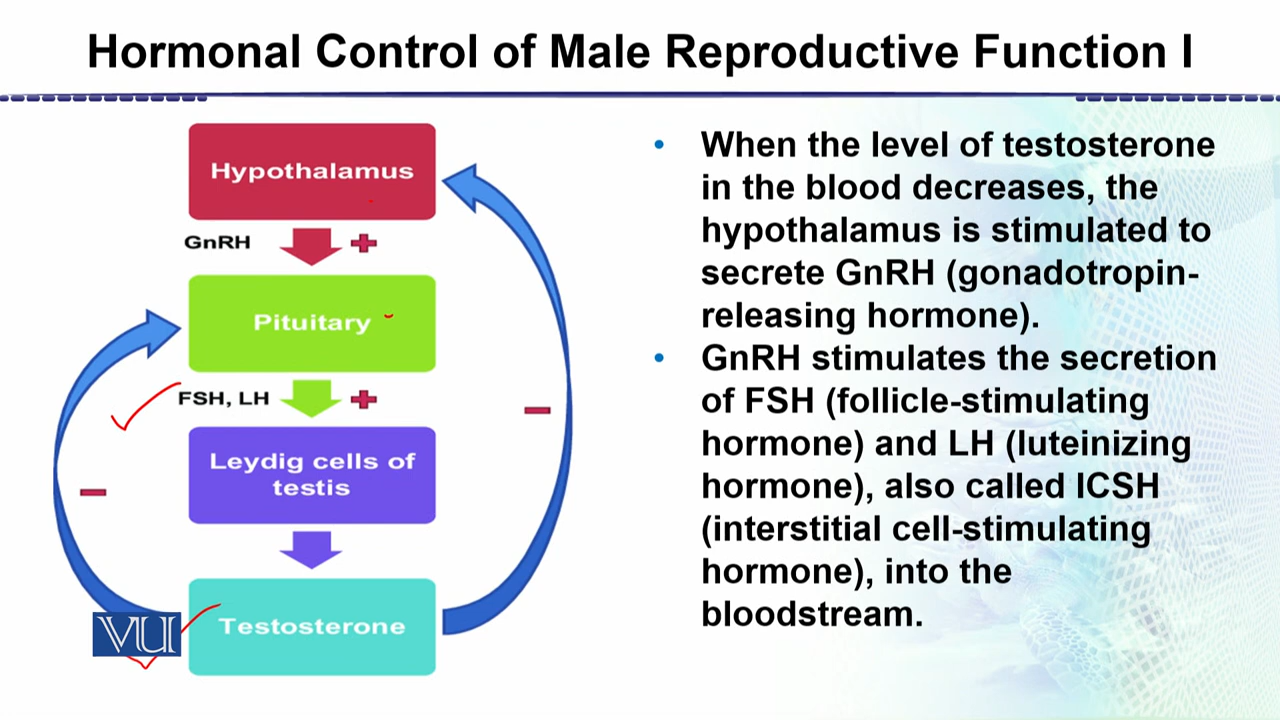 Hormonal Control of Male Reproductive Function I
Hypothalamus
GnRH
Pituitary
FSH, LH
Leydig cells of
testis
Testosterone
VU
• When the level of testosterone
in the blood decreases, the
hypothalamus is stimulated to
secrete GnRH (gonadotropin-
releasing hormone).
• GnRH stimulates the secretion
of FSH (follicle-stimulating
hormone) and LH (luteinizing
hormone), also called ICSH
(interstitial cell-stimulating
hormone), into the
bloodstream.